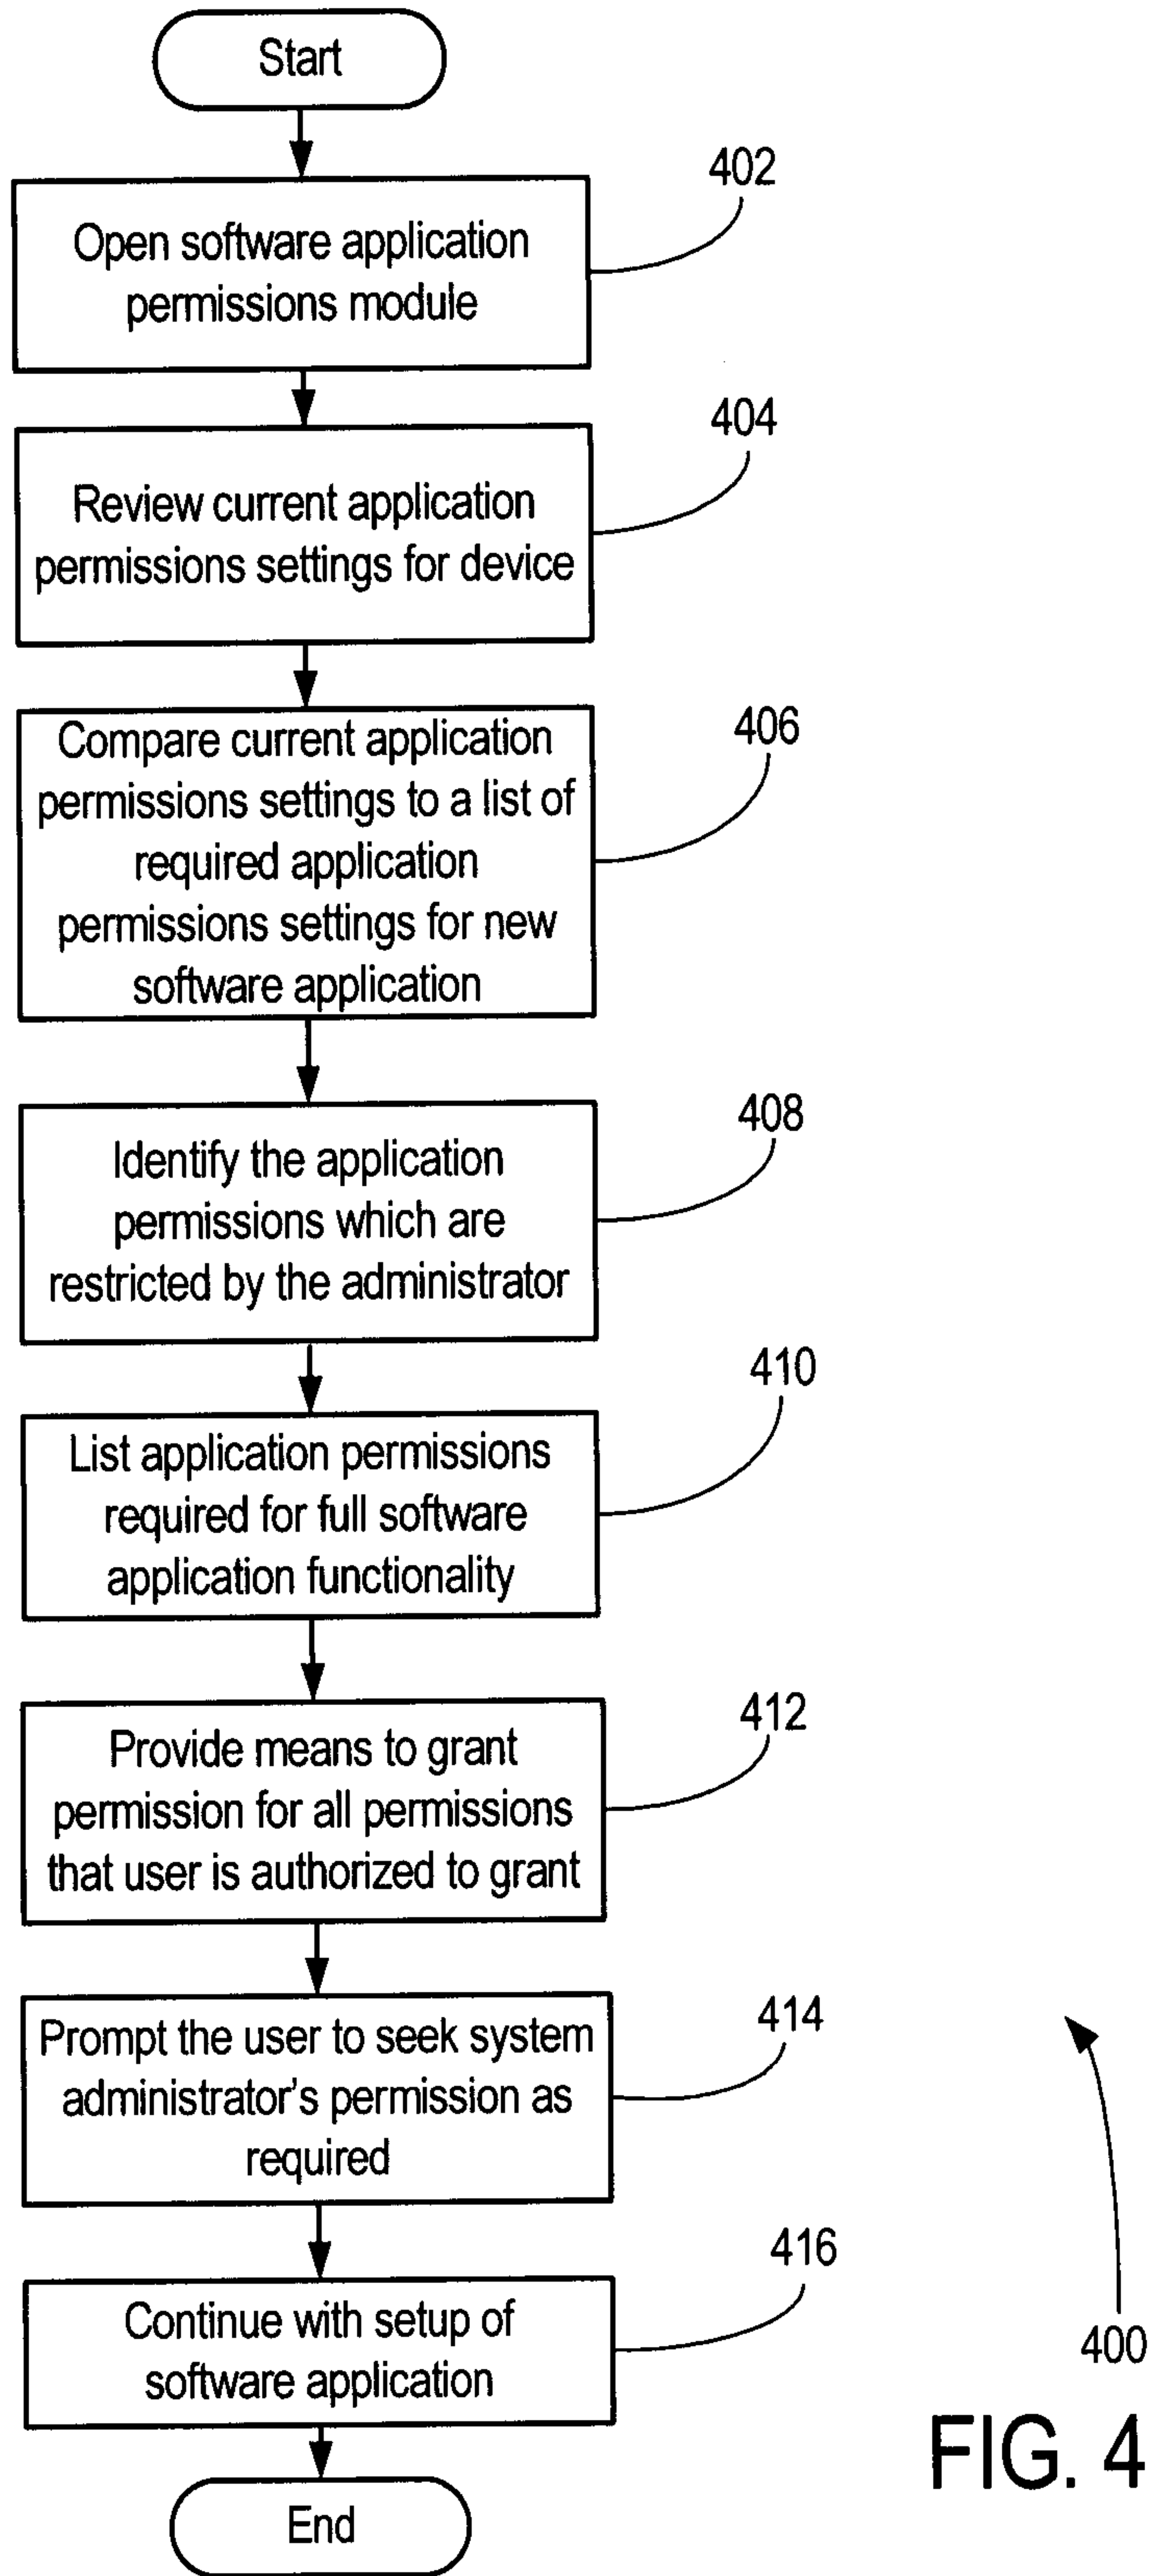 Start
402
Open software application
permissions module
404
Review current application
permissions settings for device
406
Compare current application
permissions settings to a list of
required application
permissions settings for new
software application
408
Identify the application
permissions which are
restricted by the administrator
410
List application permissions
required for full software
application functionality
412
Provide means to grant
permission for all permissions
that user is authorized to grant
414
Prompt the user to seek system
administrator's permission as
required
416
Continue with setup of
software application
400
End
FIG. 4